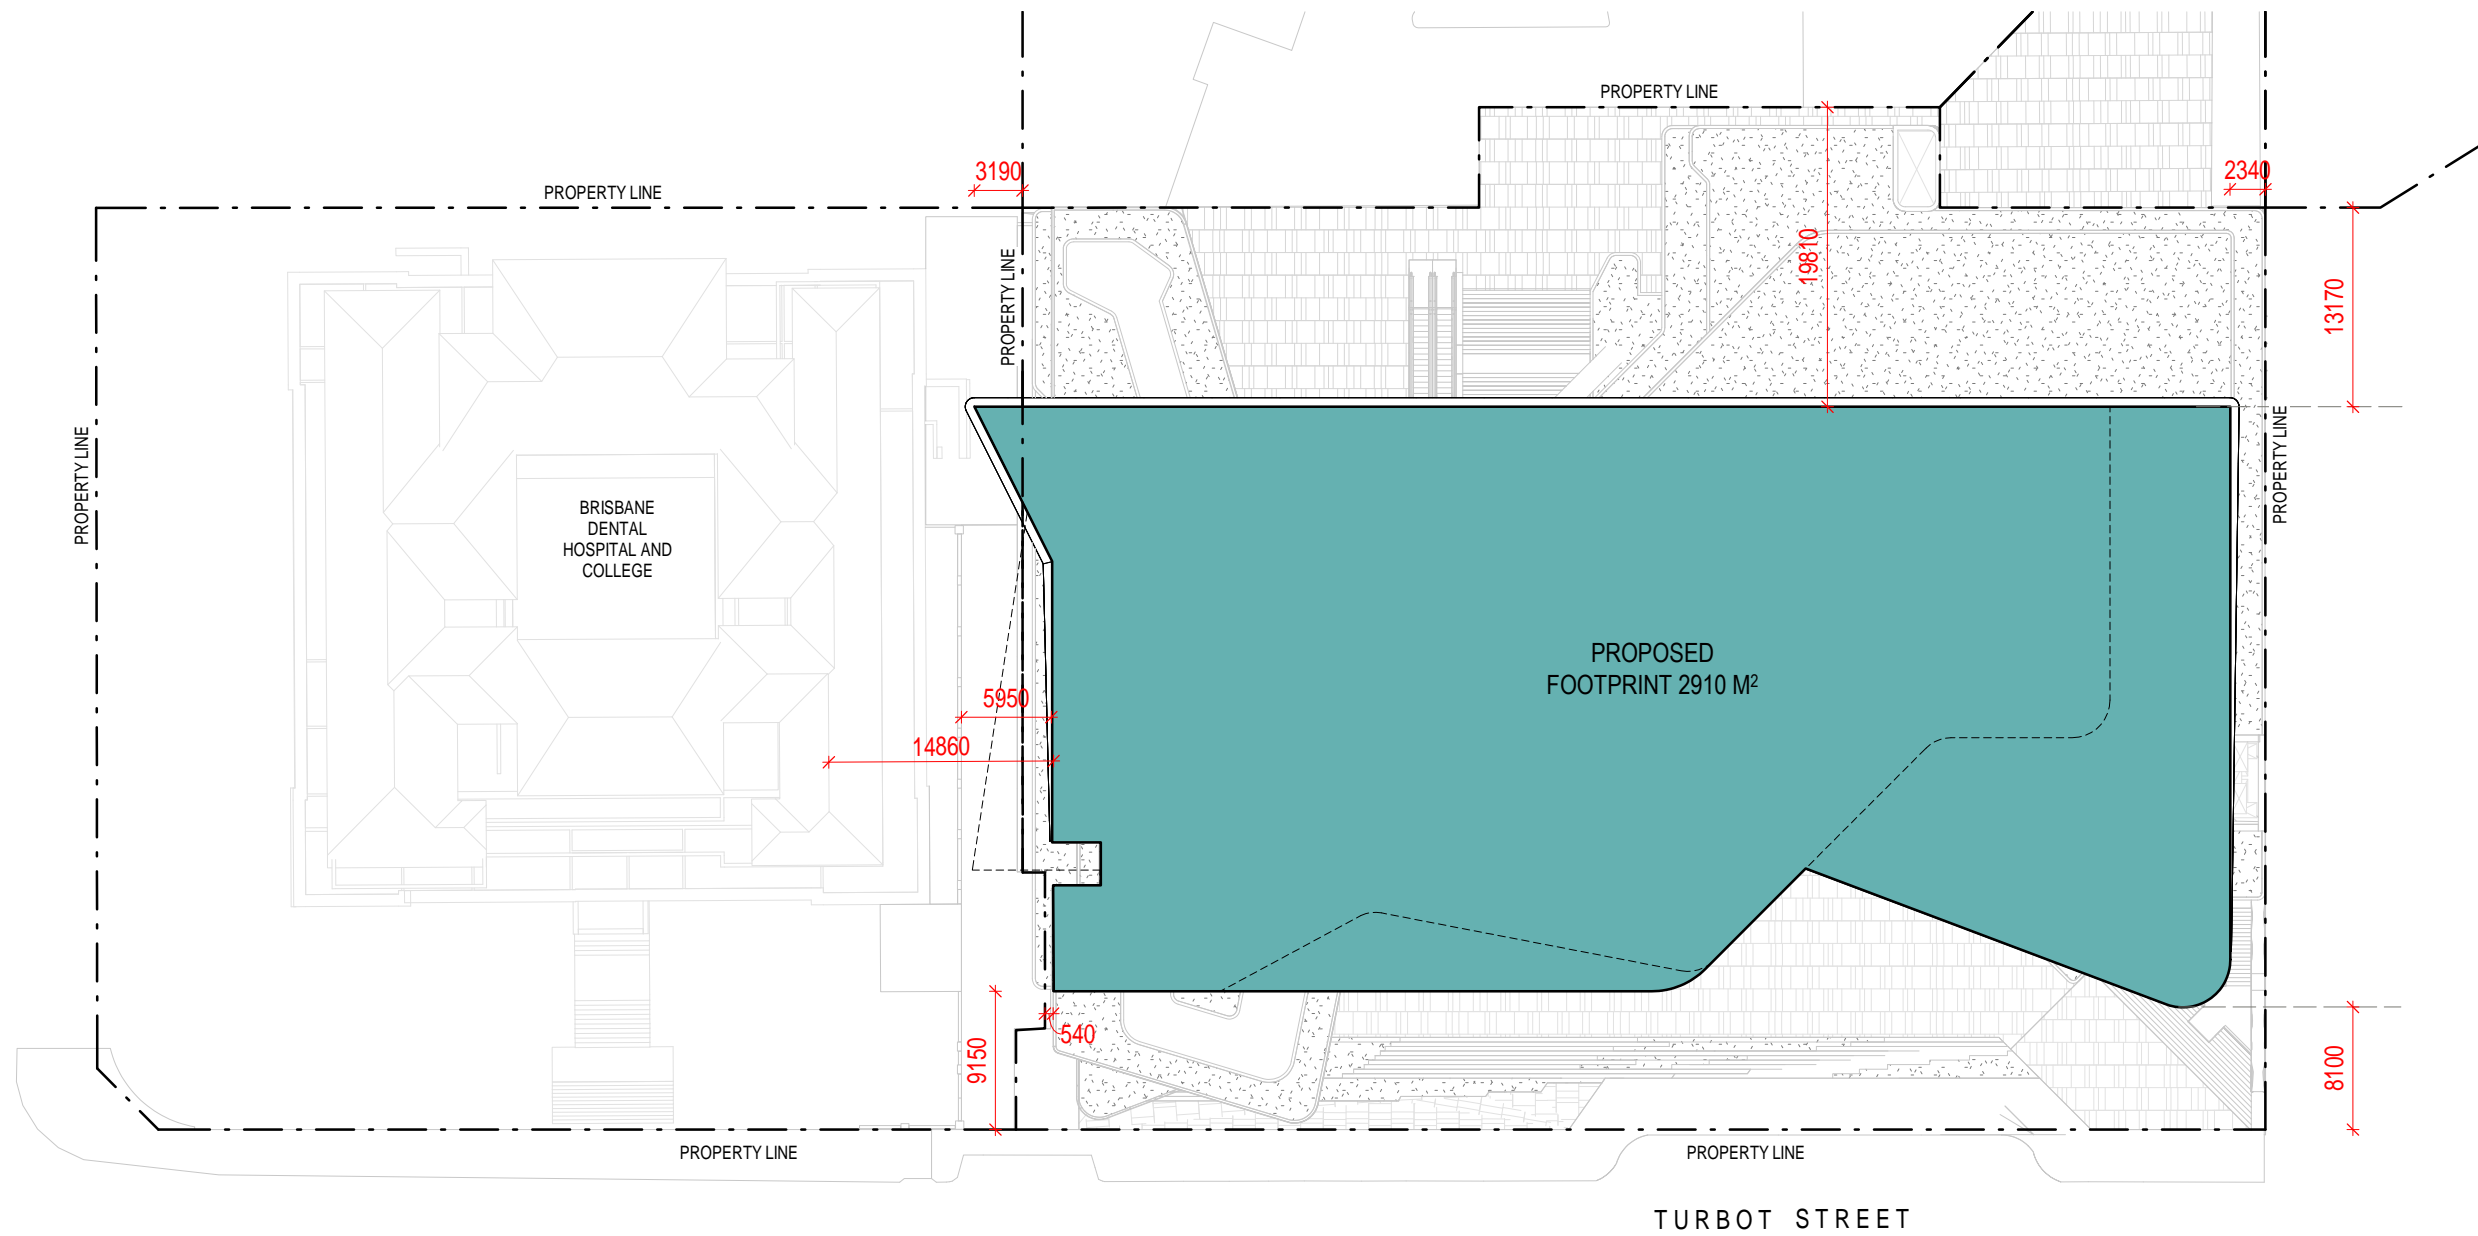 PROPERTY LINE
3190
PROPERTY LINE
2340
PROPERTY LINE
19810
13170
PROPERTY LINE
PROPERTY LINE
BRISBANE
DENTAL
HOSPITAL AND
COLLEGE
PROPOSED
FOOTPRINT 2910 M²
5950
14860
540
9150
8100
PROPERTY LINE
PROPERTY LINE
TURBOT STREET